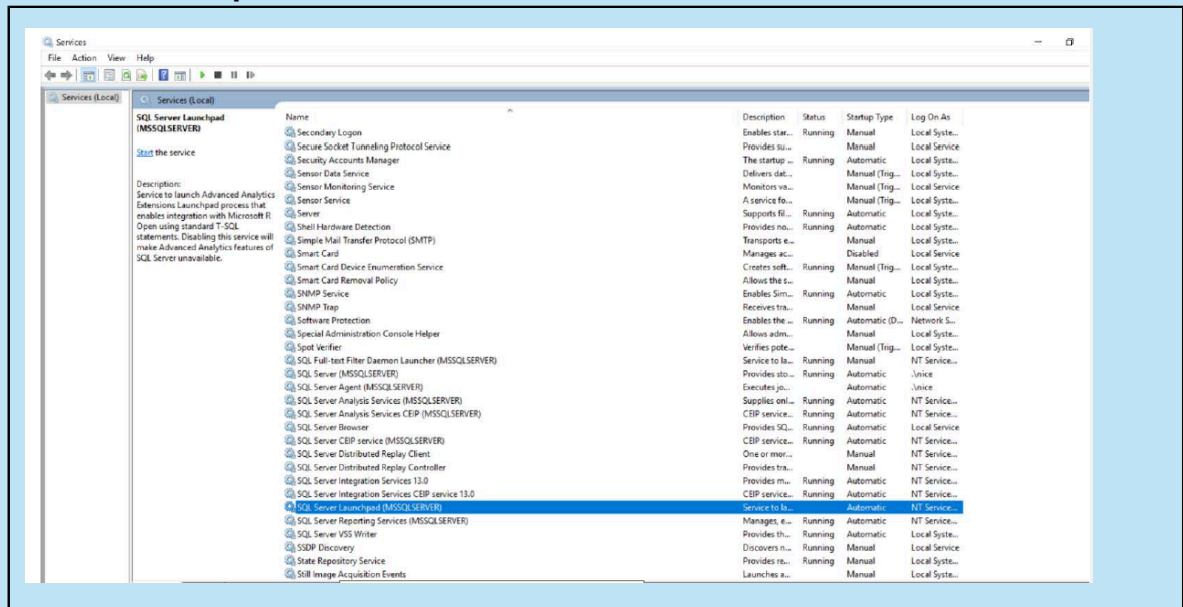 Services
File Action View Help
Services (Local)
Services (Local)
SQL Server Launchpad
(MSSQLSERVER)
Start the service
Description:
Service to launch Advanced Analytics
Extensions Launchpad process that
enables integration with Microsoft R
Open using standard T-SQL
statements. Disabling this service will
make Advanced Analytics features of
SQL Server unavailable.
Name Description Status Startup Type Log On As
Secondary Logon Enables star... Running Manual Local Syste...
Secure Socket Tunneling Protocol Service Provides su... Manual Local Service
Security Accounts Manager The startup ... Running Automatic Local Syste...
Sensor Data Service Delivers dat... Manual (Trig... Local Syste...
Sensor Monitoring Service Monitors va... Manual (Trig... Local Service
Sensor Service A service fo... Manual (Trig... Local Syste...
Server Supports fil... Running Automatic Local Syste...
Shell Hardware Detection Provides no... Running Automatic Local Syste...
Simple Mail Transfer Protocol (SMTP) Transports e... Manual Local Syste...
Smart Card Manages ac... Disabled Local Service
Smart Card Device Enumeration Service Creates soft... Running Manual (Trig... Local Syste...
Smart Card Removal Policy Allows the s... Manual Local Syste...
SNMP Service Enables Sim... Running Automatic Local Syste...
SNMP Trap Receives tra... Manual Local Service
Software Protection Enables the ... Running Automatic (D... Network S...
Special Administration Console Helper Allows adm... Manual Local Syste...
Spot Verifier Verifies pote... Manual (Trig... Local Syste...
SQL Full-text Filter Daemon Launcher (MSSQLSERVER) Service to la... Running Manual NT Service...
SQL Server (MSSQLSERVER) Provides sto... Running Automatic .\nice
SQL Server Agent (MSSQLSERVER) Executes jo... Automatic .\nice
SQL Server Analysis Services (MSSQLSERVER) Supplies onl... Running Automatic NT Service...
SQL Server Analysis Services CEIP (MSSQLSERVER) CEIP service... Running Automatic NT Service...
SQL Server Browser Provides SQ... Running Automatic Local Service
SQL Server CEIP service (MSSQLSERVER) CEIP service... Running Automatic NT Service...
SQL Server Distributed Replay Client One or mor... Manual NT Service...
SQL Server Distributed Replay Controller Provides tra... Manual NT Service...
SQL Server Integration Services 13.0 Provides m... Running Automatic NT Service...
SQL Server Integration Services CEIP service 13.0 CEIP service... Running Automatic NT Service...
SQL Server Launchpad (MSSQLSERVER) Service to la... Automatic NT Service...
SQL Server Reporting Services (MSSQLSERVER) Manages, e... Running Automatic NT Service...
SQL Server VSS Writer Provides th... Running Automatic Local Syste...
SSDP Discovery Discovers n... Running Manual Local Service
State Repository Service Provides re... Running Manual Local Syste...
Still Image Acquisition Events Launches a... Manual Local Syste...